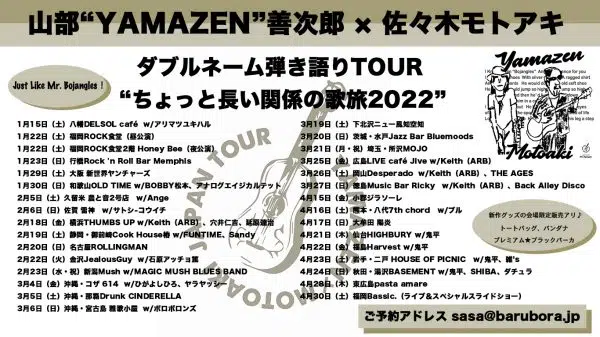 山部“YAMAZEN”善次郎 × 佐々木モトアキ
ダブルネーム弾き語りTOUR
“ちょっと長い関係の歌旅2022”
Just Like Mr. Bojangles !
Yamazen
Motoaki
JAPAN TOUR
MOTOAKI
1月15日（土）八幡DELSOL café w/アリマツユキハル
1月22日（土）福岡ROCK食堂（昼公演）
1月22日（土）福岡ROCK食堂2階 Honey Bee（夜公演）
1月23日（日）行橋Rock 'n Roll Bar Memphis
1月29日（土）大阪 新世界ヤンチャーズ
1月30日（日）和歌山OLD TIME w/BOBBY松本、アナログエイジカルテット
2月5日（土）久留米 農と音2号店 w/Ange
2月6日（日）佐賀 雷神 w/サトシーコウイチ
2月18日（金）横浜THUMBS UP w/Keith（ARB）、穴井仁吉、延原達治
2月19日（土）静岡・御前崎Cook House椿 w/FUNTIME、Sandy
2月20日（日）名古屋ROLLINGMAN
2月22日（火）金沢JealousGuy w/石原アッチョ篤
2月23日（水・祝）新潟Mush w/MAGIC MUSH BLUES BAND
3月4日（金）沖縄・コザ 614 w/ひがよしひろ、ヤラヤッシー
3月5日（土）沖縄・那覇Drunk CINDERELLA
3月6日（日）沖縄・宮古島 雅歌小屋 w/ボロボロンズ
3月19日（土）下北沢ニュー風知空知
3月20日（日）茨城・水戸Jazz Bar Bluemoods
3月21日（月・祝）埼玉・所沢MOJO
3月25日（金）広島LIVE café Jive w/Keith（ARB）
3月26日（土）岡山Desperado w/Keith（ARB）、THE AGES
3月27日（日）徳島Music Bar Ricky w/Keith（ARB）、Back Alley Disco
4月15日（金）小郡ジラソーレ
4月16日（土）熊本・八代7th chord w/ブル
4月17日（日）大牟田 陽炎
4月21日（木）仙台HIGHBURY w/鬼平
4月22日（金）福島Harvest w/鬼平
4月23日（土）岩手・二戸 HOUSE OF PICNIC w/鬼平、姫's
4月24日（日）秋田・湯沢BASEMENT w/鬼平、SHIBA、ダチュラ
4月28日（木）東広島pasta amare
4月30日（土）福岡Bassic.（ライブ＆スペシャルスライドショー）
新作グッズの会場限定販売アリ♪
トートバッグ、バンダナ
プレミアム★ブラックパーカ
ご予約アドレス sasa@barubora.jp